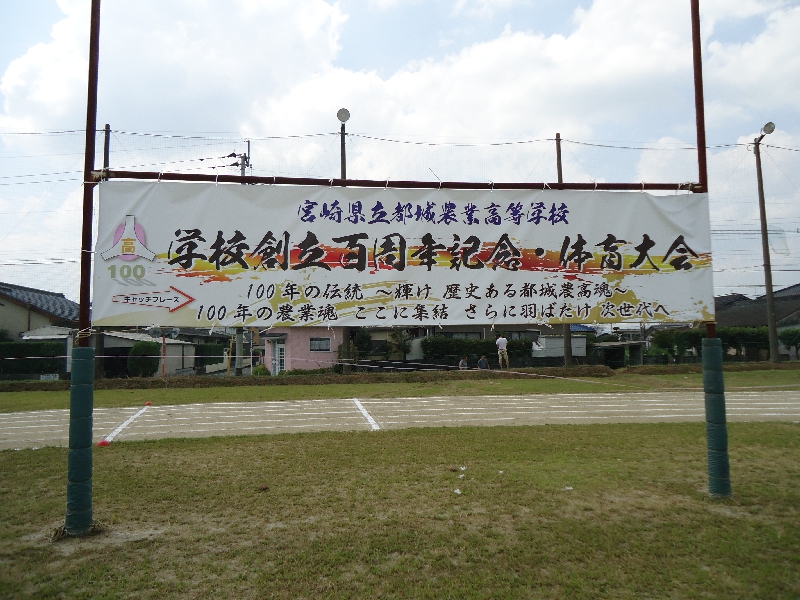 宮崎県立都城農業高等学校
学校創立百周年記念・体育大会
高
100
キャッチフレーズ
100年の伝統 ～輝け 歴史ある都城農高魂～
100年の農業魂 ここに集結 さらに羽ばたけ 次世代へ